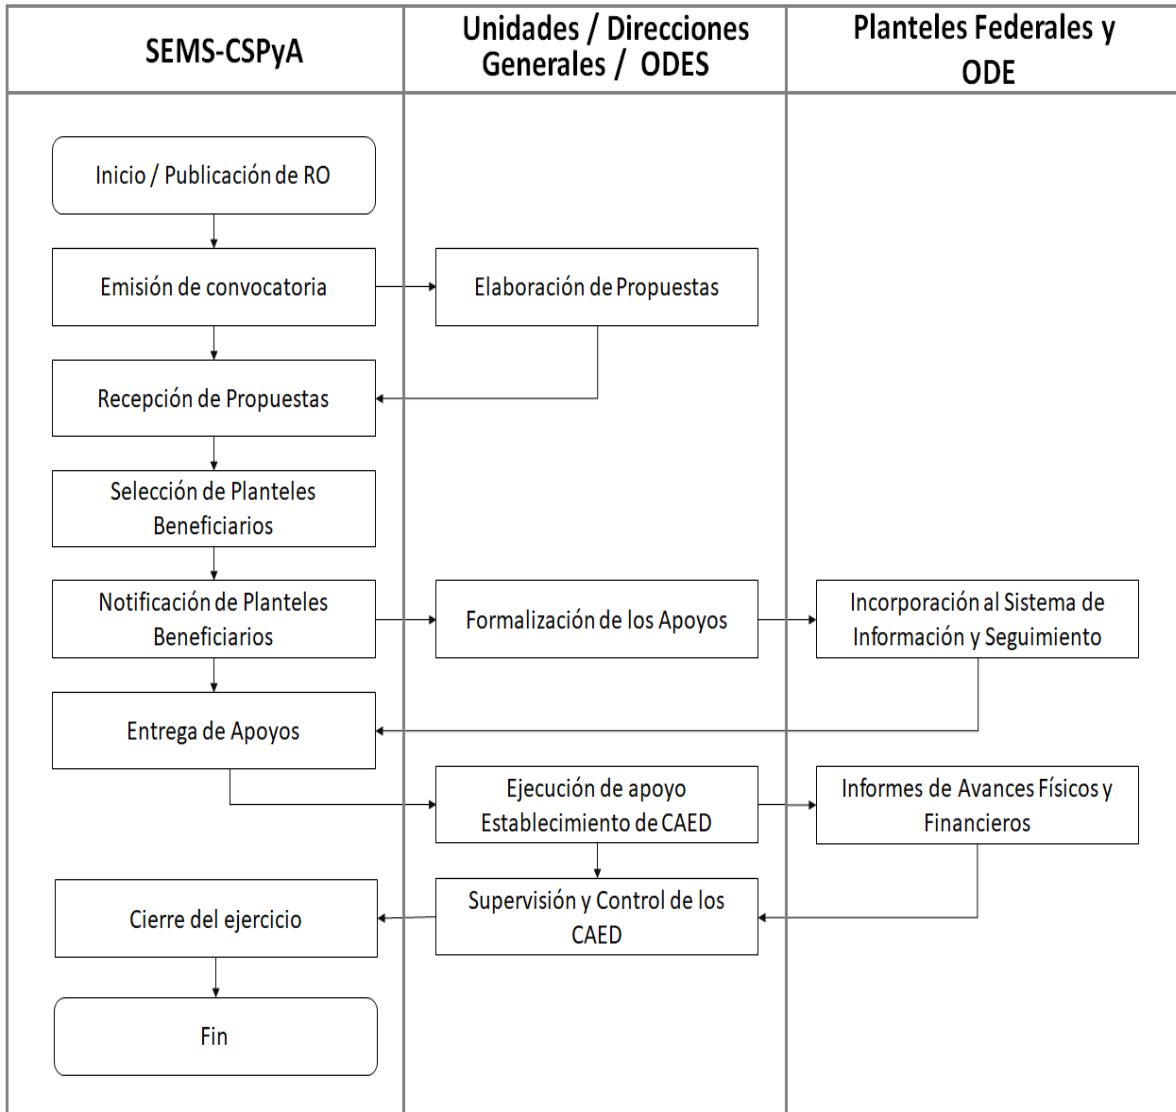 SEMS-CSPyA
Unidades / Direcciones
Generales / ODES
Planteles Federales y
ODE
Inicio / Publicación de RO
Emisión de convocatoria
Elaboración de Propuestas
Recepción de Propuestas
Selección de Planteles
Beneficiarios
Notificación de Planteles
Beneficiarios
Formalización de los Apoyos
Incorporación al Sistema de
Información y Seguimiento
Entrega de Apoyos
Ejecución de apoyo
Establecimiento de CAED
Informes de Avances Físicos y
Financieros
Supervisión y Control de los
CAED
Cierre del ejercicio
Fin